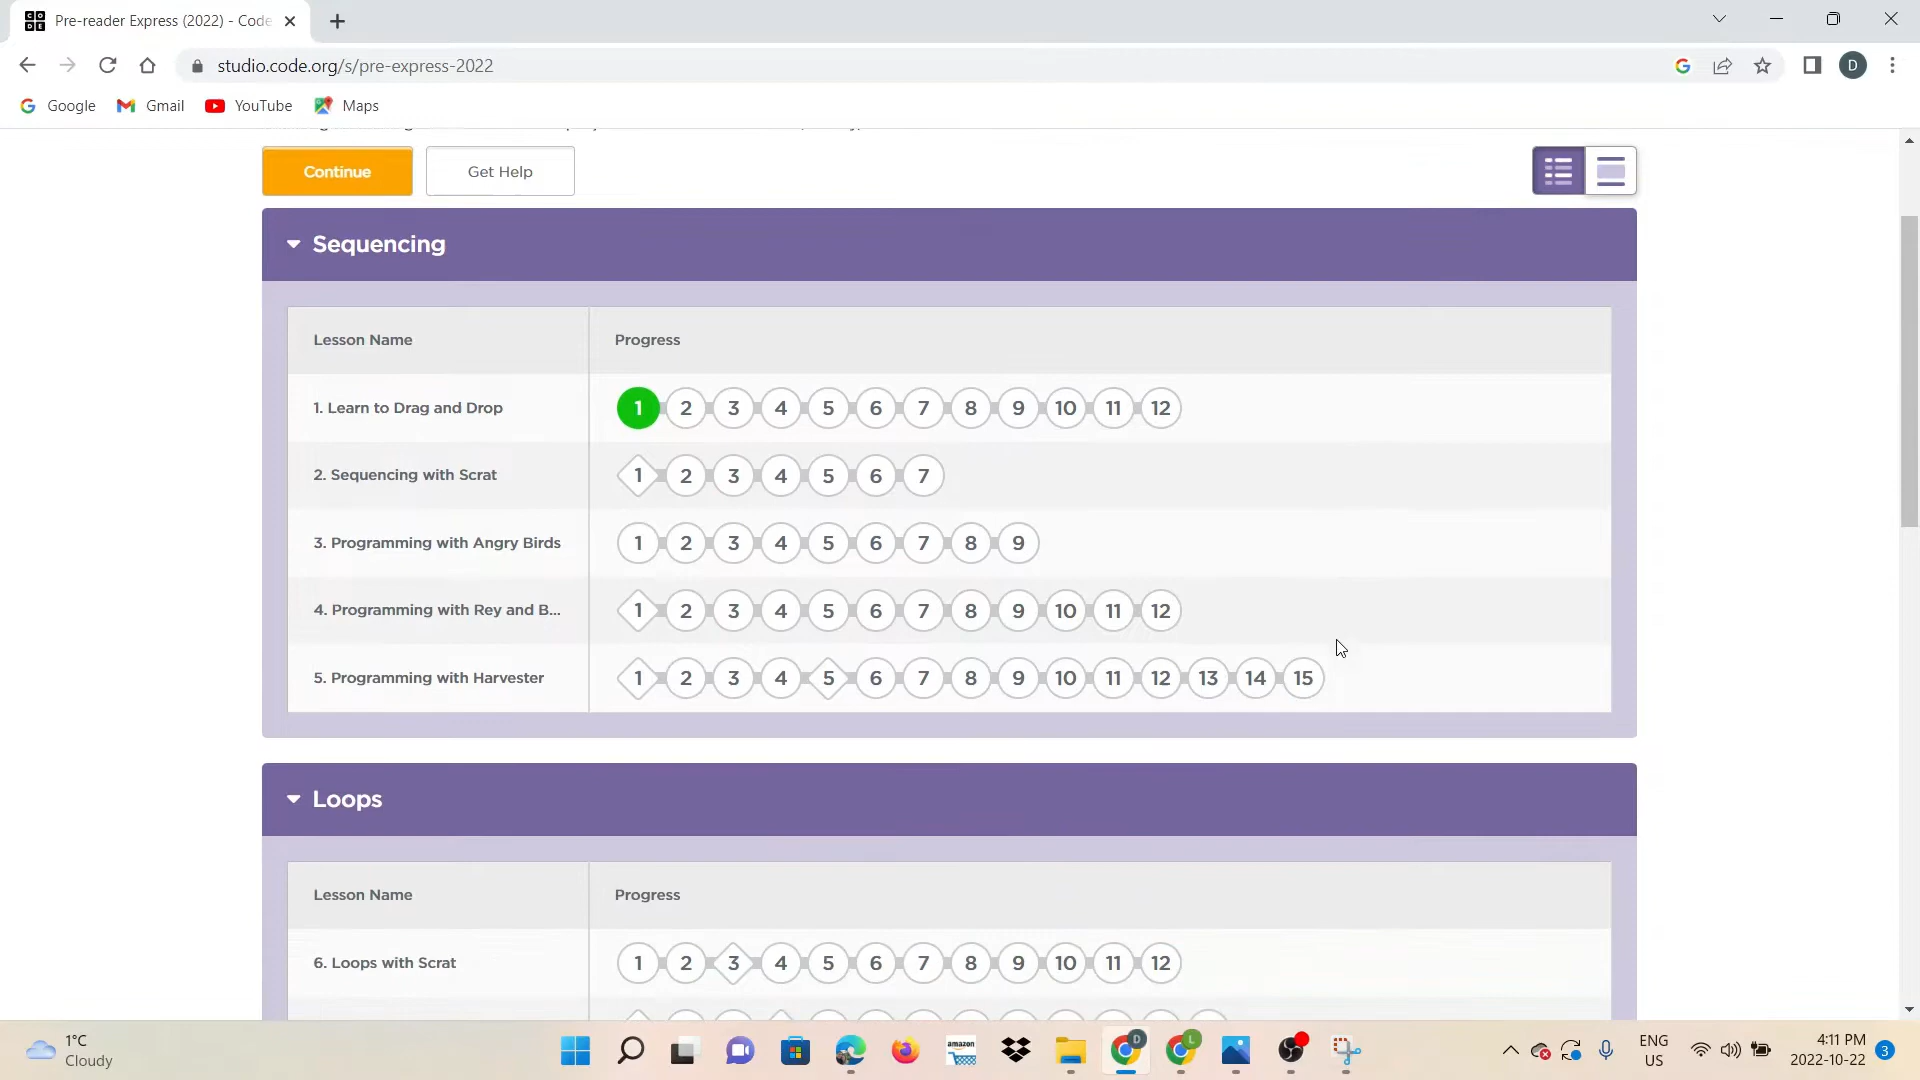 Pre-reader Express (2022) - Code
studio.code.org/s/pre-express-2022
D
Google
Gmail
YouTube
Maps
Continue
Get Help
Sequencing
Lesson Name Progress
1. Learn to Drag and Drop 1 2 3 4 5 6 7 8 9 10 11 12
2. Sequencing with Scrat 1 2 3 4 5 6 7
3. Programming with Angry Birds 1 2 3 4 5 6 7 8 9
4. Programming with Rey and B... 1 2 3 4 5 6 7 8 9 10 11 12
5. Programming with Harvester 1 2 3 4 5 6 7 8 9 10 11 12 13 14 15
Loops
Lesson Name Progress
6. Loops with Scrat 1 2 3 4 5 6 7 8 9 10 11 12
1°C
Cloudy
amazon
D
L
ENG
US
4:11 PM
2022-10-22
3